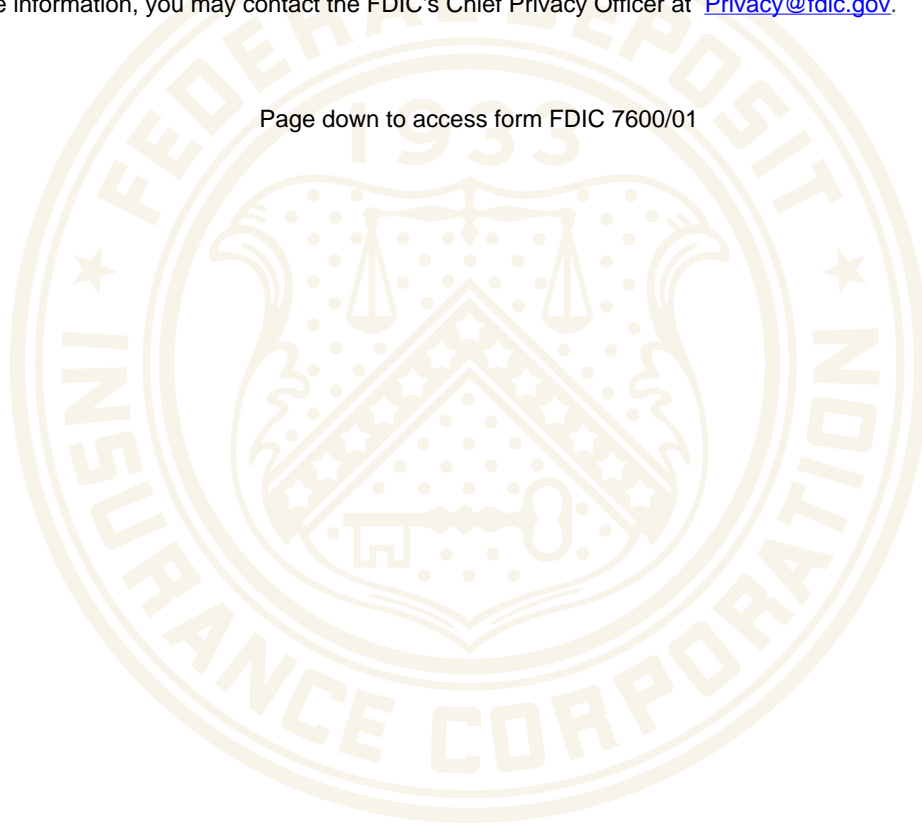 e information, you may contact the FDIC's Chief Privacy Officer at Privacy@fdic.gov.
Page down to access form FDIC 7600/01
FEDERAL DEPOSIT
1933
INSURANCE CORPORATION